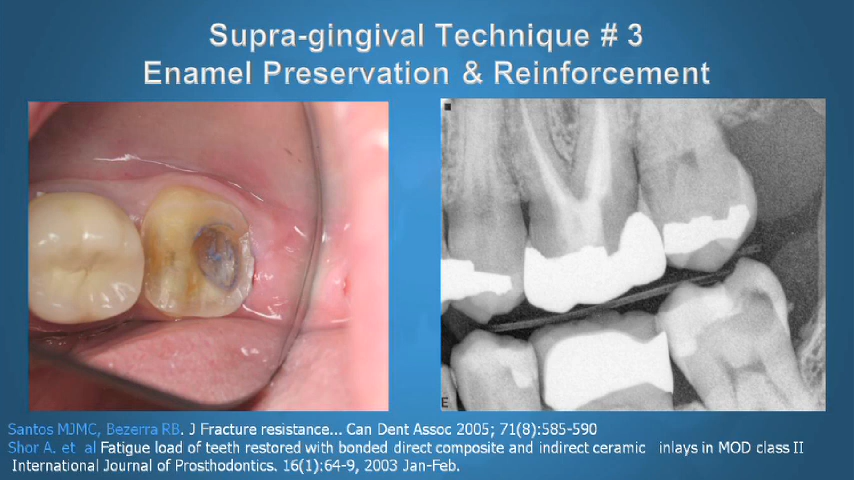 Supra-gingival Technique # 3
Enamel Preservation & Reinforcement
E
Santos MJMC, Bezerra RB. J Fracture resistance... Can Dent Assoc 2005; 71(8):585-590
Shor A. et al Fatigue load of teeth restored with bonded direct composite and indirect ceramic inlays in MOD class II
International Journal of Prosthodontics. 16(1):64-9, 2003 Jan-Feb.